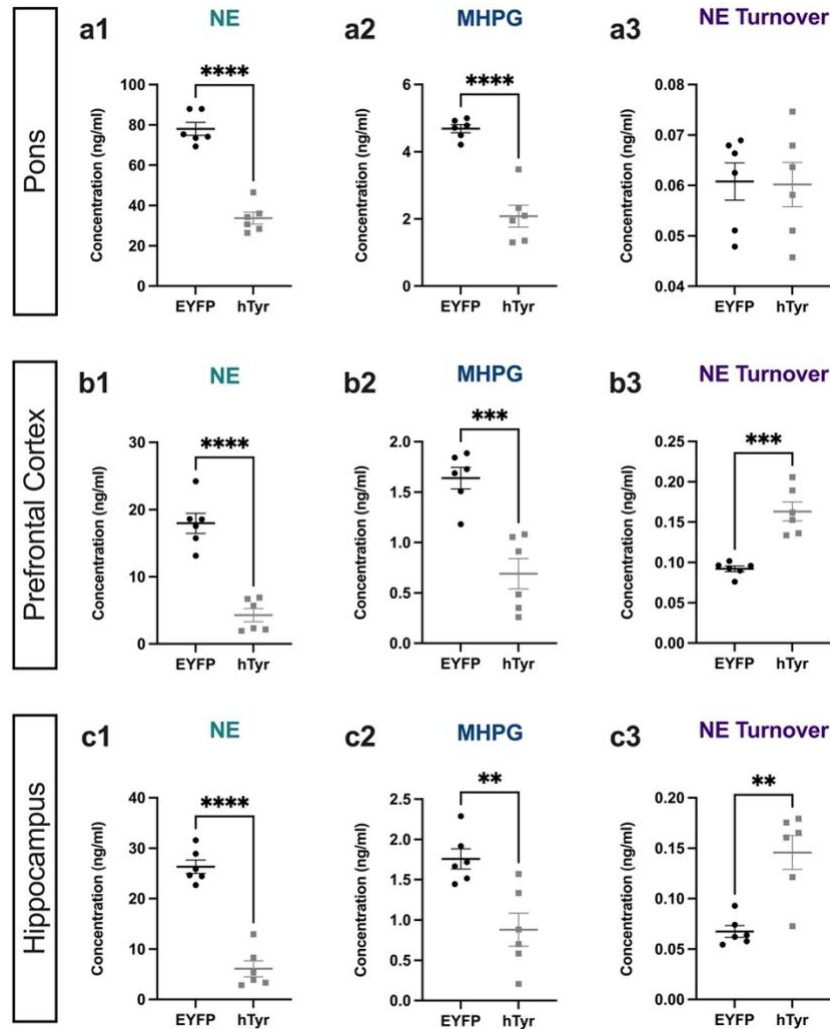 Pons
a1
NE
Concentration (ng/ml)
100
80
60
40
20
0
****
EYFP hTyr
a2
MHPG
Concentration (ng/ml)
6
4
2
0
****
EYFP hTyr
a3
NE Turnover
Concentration (ng/ml)
0.08
0.07
0.06
0.05
0.04
EYFP hTyr
Prefrontal Cortex
b1
NE
Concentration (ng/ml)
30
20
10
0
****
EYFP hTyr
b2
MHPG
Concentration (ng/ml)
2.0
1.5
1.0
0.5
0.0
***
EYFP hTyr
b3
NE Turnover
Concentration (ng/ml)
0.25
0.20
0.15
0.10
0.05
0.00
***
EYFP hTyr
Hippocampus
c1
NE
Concentration (ng/ml)
40
30
20
10
0
****
EYFP hTyr
c2
MHPG
Concentration (ng/ml)
2.5
2.0
1.5
1.0
0.5
0.0
**
EYFP hTyr
c3
NE Turnover
Concentration (ng/ml)
0.20
0.15
0.10
0.05
0.00
**
EYFP hTyr